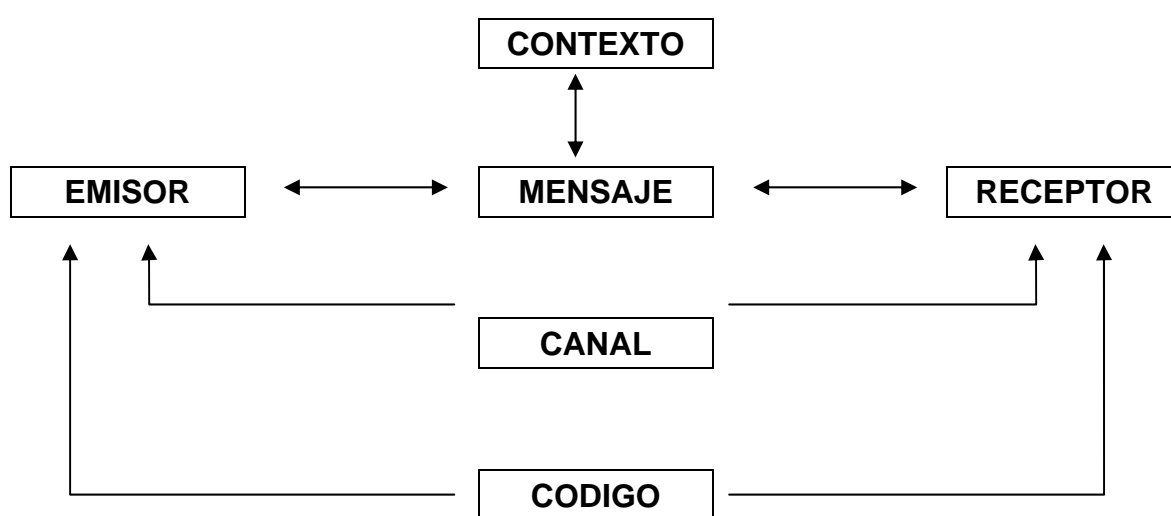 CONTEXTO
EMISOR
MENSAJE
RECEPTOR
CANAL
CODIGO